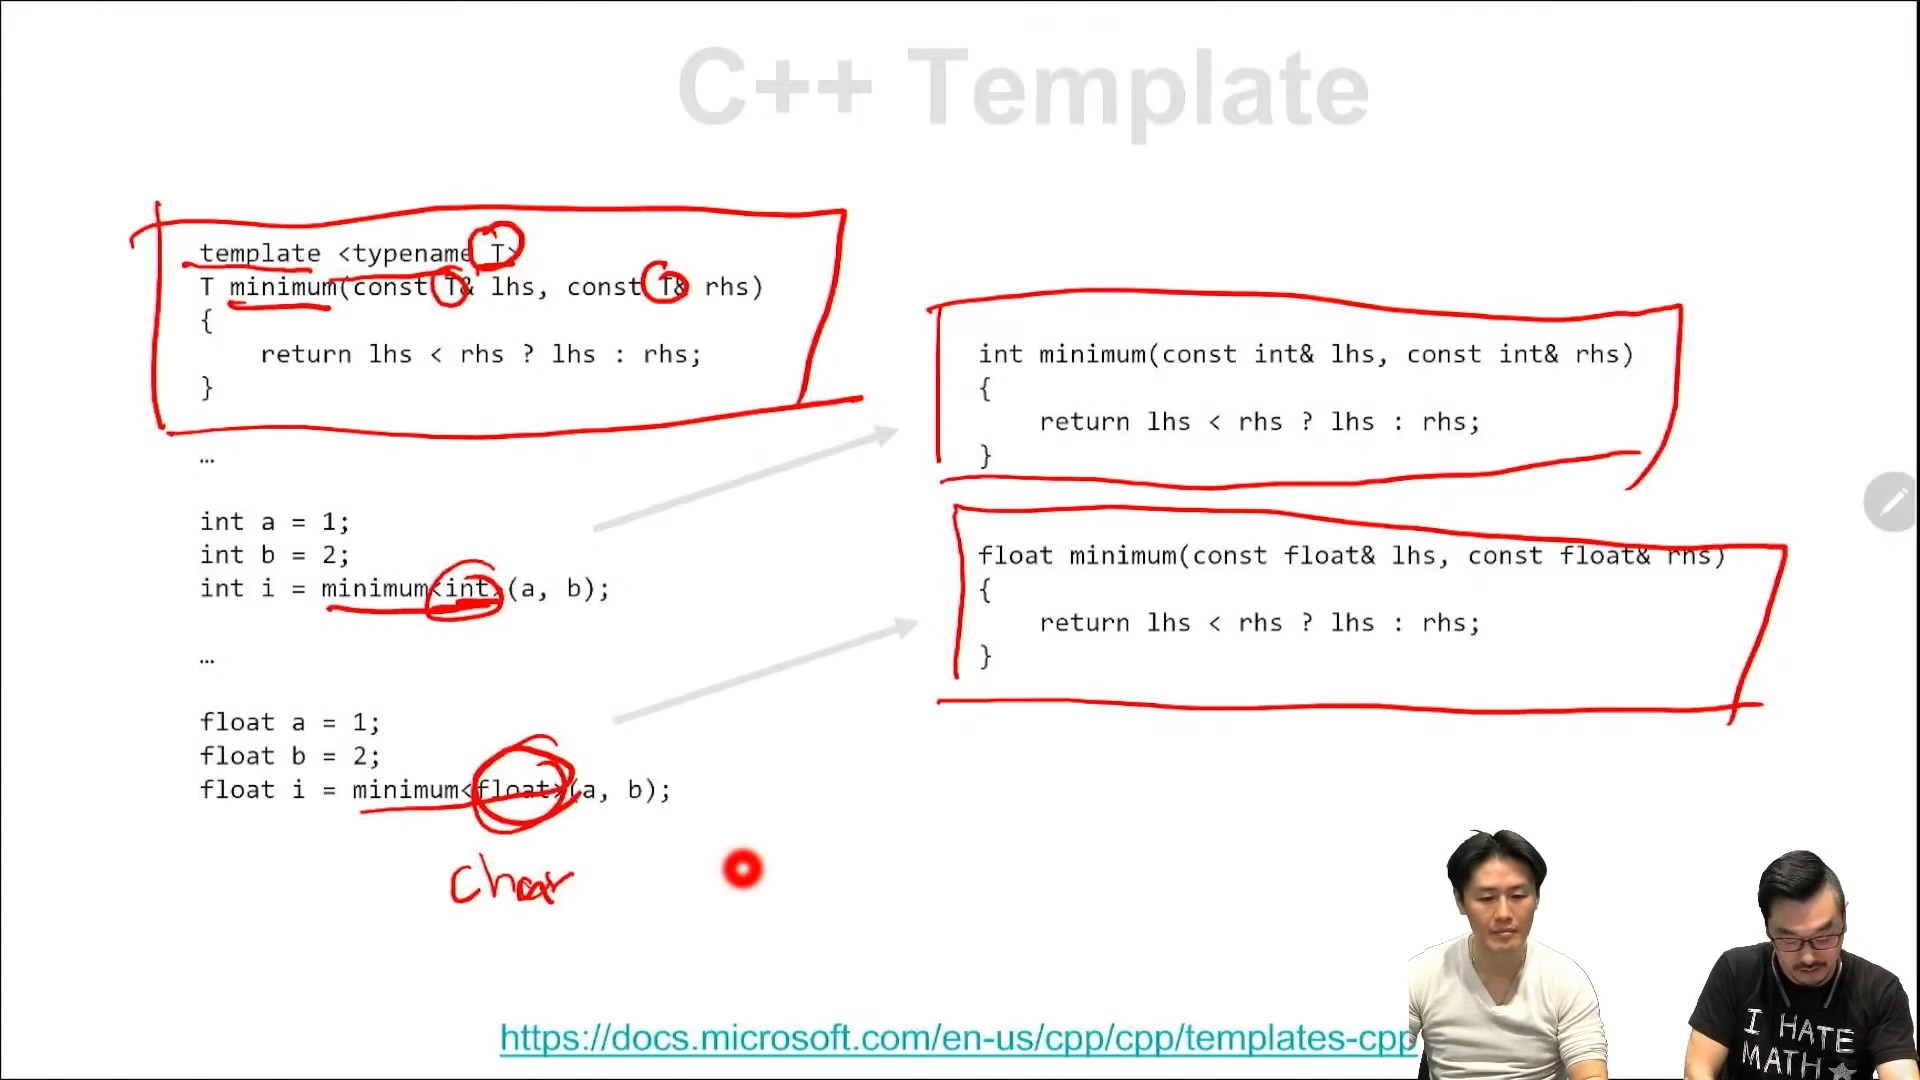 C++ Template
template <typename T>
T minimum(const T& lhs, const T& rhs)
{
return lhs < rhs ? lhs : rhs;
}
…
int a = 1;
int b = 2;
int i = minimum<int>(a, b);
…
float a = 1;
float b = 2;
float i = minimum<float>(a, b);
char
int minimum(const int& lhs, const int& rhs)
{
return lhs < rhs ? lhs : rhs;
}
float minimum(const float& lhs, const float& rhs)
{
return lhs < rhs ? lhs : rhs;
}
https://docs.microsoft.com/en-us/cpp/cpp/templates-cpp
I HATE
MATH